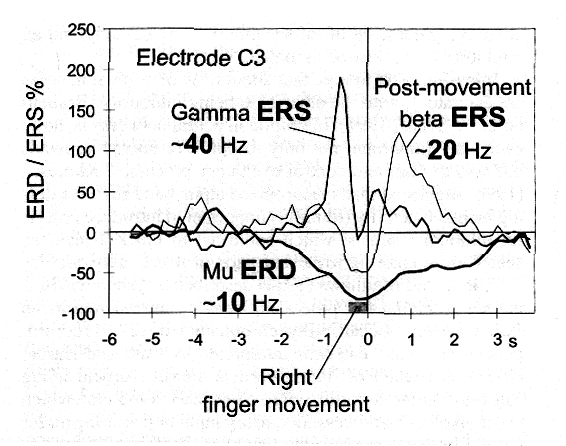 250
200
150
100
50
0
-50
-100
ERD / ERS %
Electrode C3
Gamma ERS
~40 Hz
Post-movement
beta ERS
~20 Hz
Mu ERD
~10 Hz
-6 -5 -4 -3 -2 -1 0 1 2 3 s
Right
finger movement